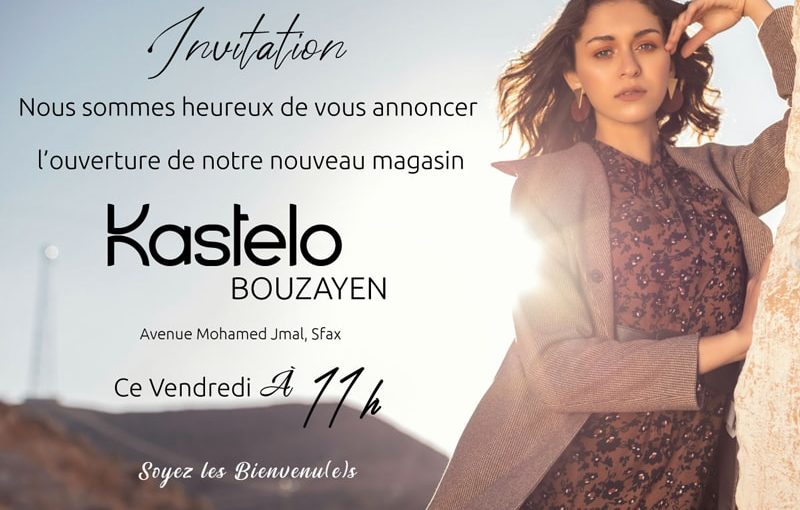 Invitation
Nous sommes heureux de vous annoncer
l’ouverture de notre nouveau magasin
Kastelo
BOUZAYEN
Avenue Mohamed Jmal, Sfax
Ce Vendredi À 11h
Soyez les Bienvenu(e)s